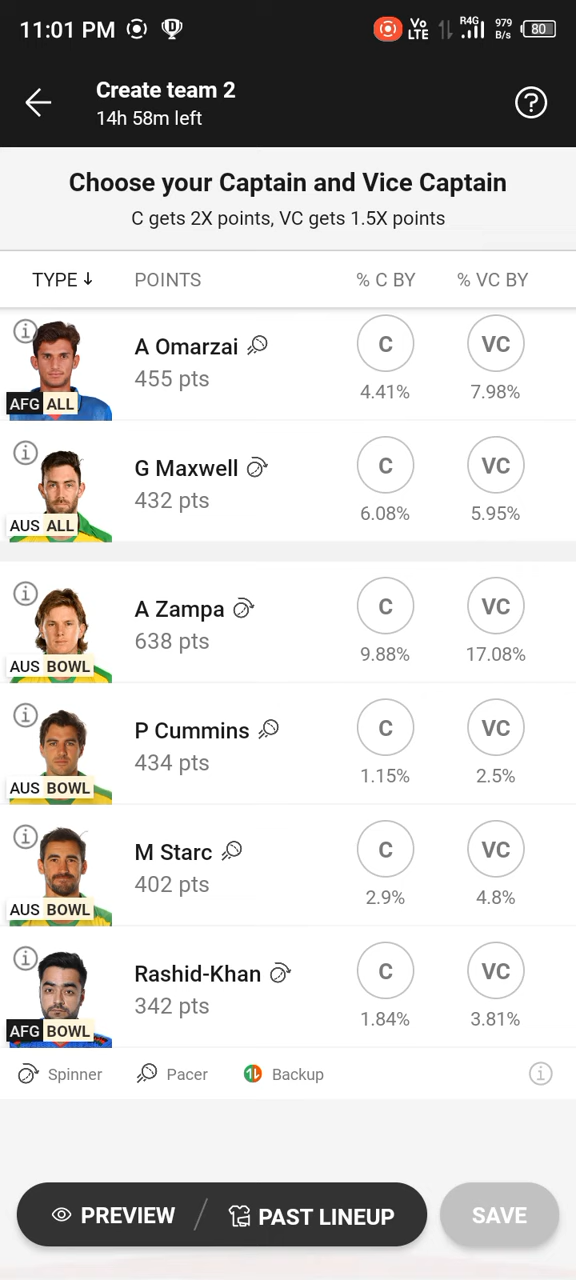 11:01 PM
Vo LTE
R4G
979 B/s
80
Create team 2
14h 58m left
?
Choose your Captain and Vice Captain
C gets 2X points, VC gets 1.5X points
TYPE ↓ POINTS % C BY % VC BY
A Omarzai C VC
455 pts 4.41% 7.98%
AFG ALL
G Maxwell C VC
432 pts 6.08% 5.95%
AUS ALL
A Zampa C VC
638 pts 9.88% 17.08%
AUS BOWL
P Cummins C VC
434 pts 1.15% 2.5%
AUS BOWL
M Starc C VC
402 pts 2.9% 4.8%
AUS BOWL
Rashid-Khan C VC
342 pts 1.84% 3.81%
AFG BOWL
Spinner Pacer Backup
PREVIEW / PAST LINEUP SAVE